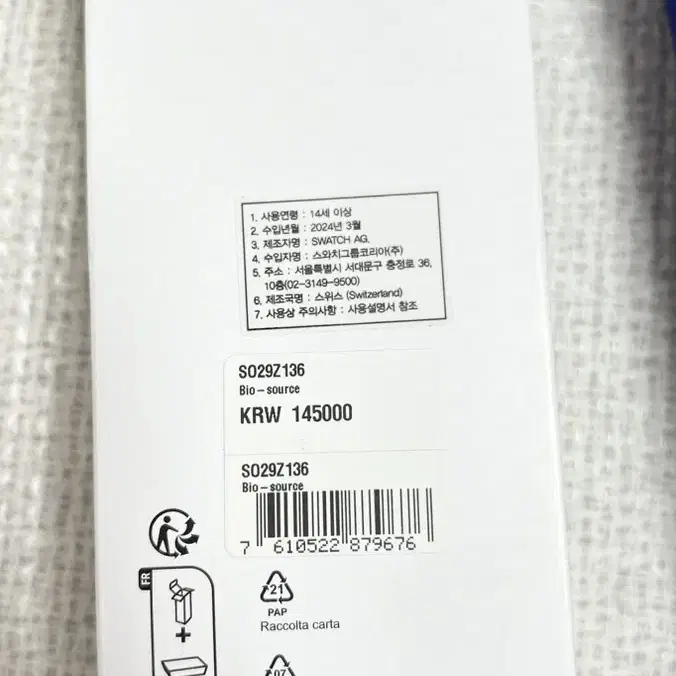 1. 사용연령 : 14세 이상
2. 수입년월 : 2024년 3월
3. 제조자명 : SWATCH AG.
4. 수입자명 : 스와치그룹코리아(주)
5. 주소 : 서울특별시 서대문구 충정로 36,
10층(02-3149-9500)
6. 제조국명 : 스위스 (Switzerland)
7. 사용상 주의사항 : 사용설명서 참조
SO29Z136
Bio-source
KRW 145000
SO29Z136
Bio-source
7 610522 879676
FR
21
PAP
Raccolta carta
07